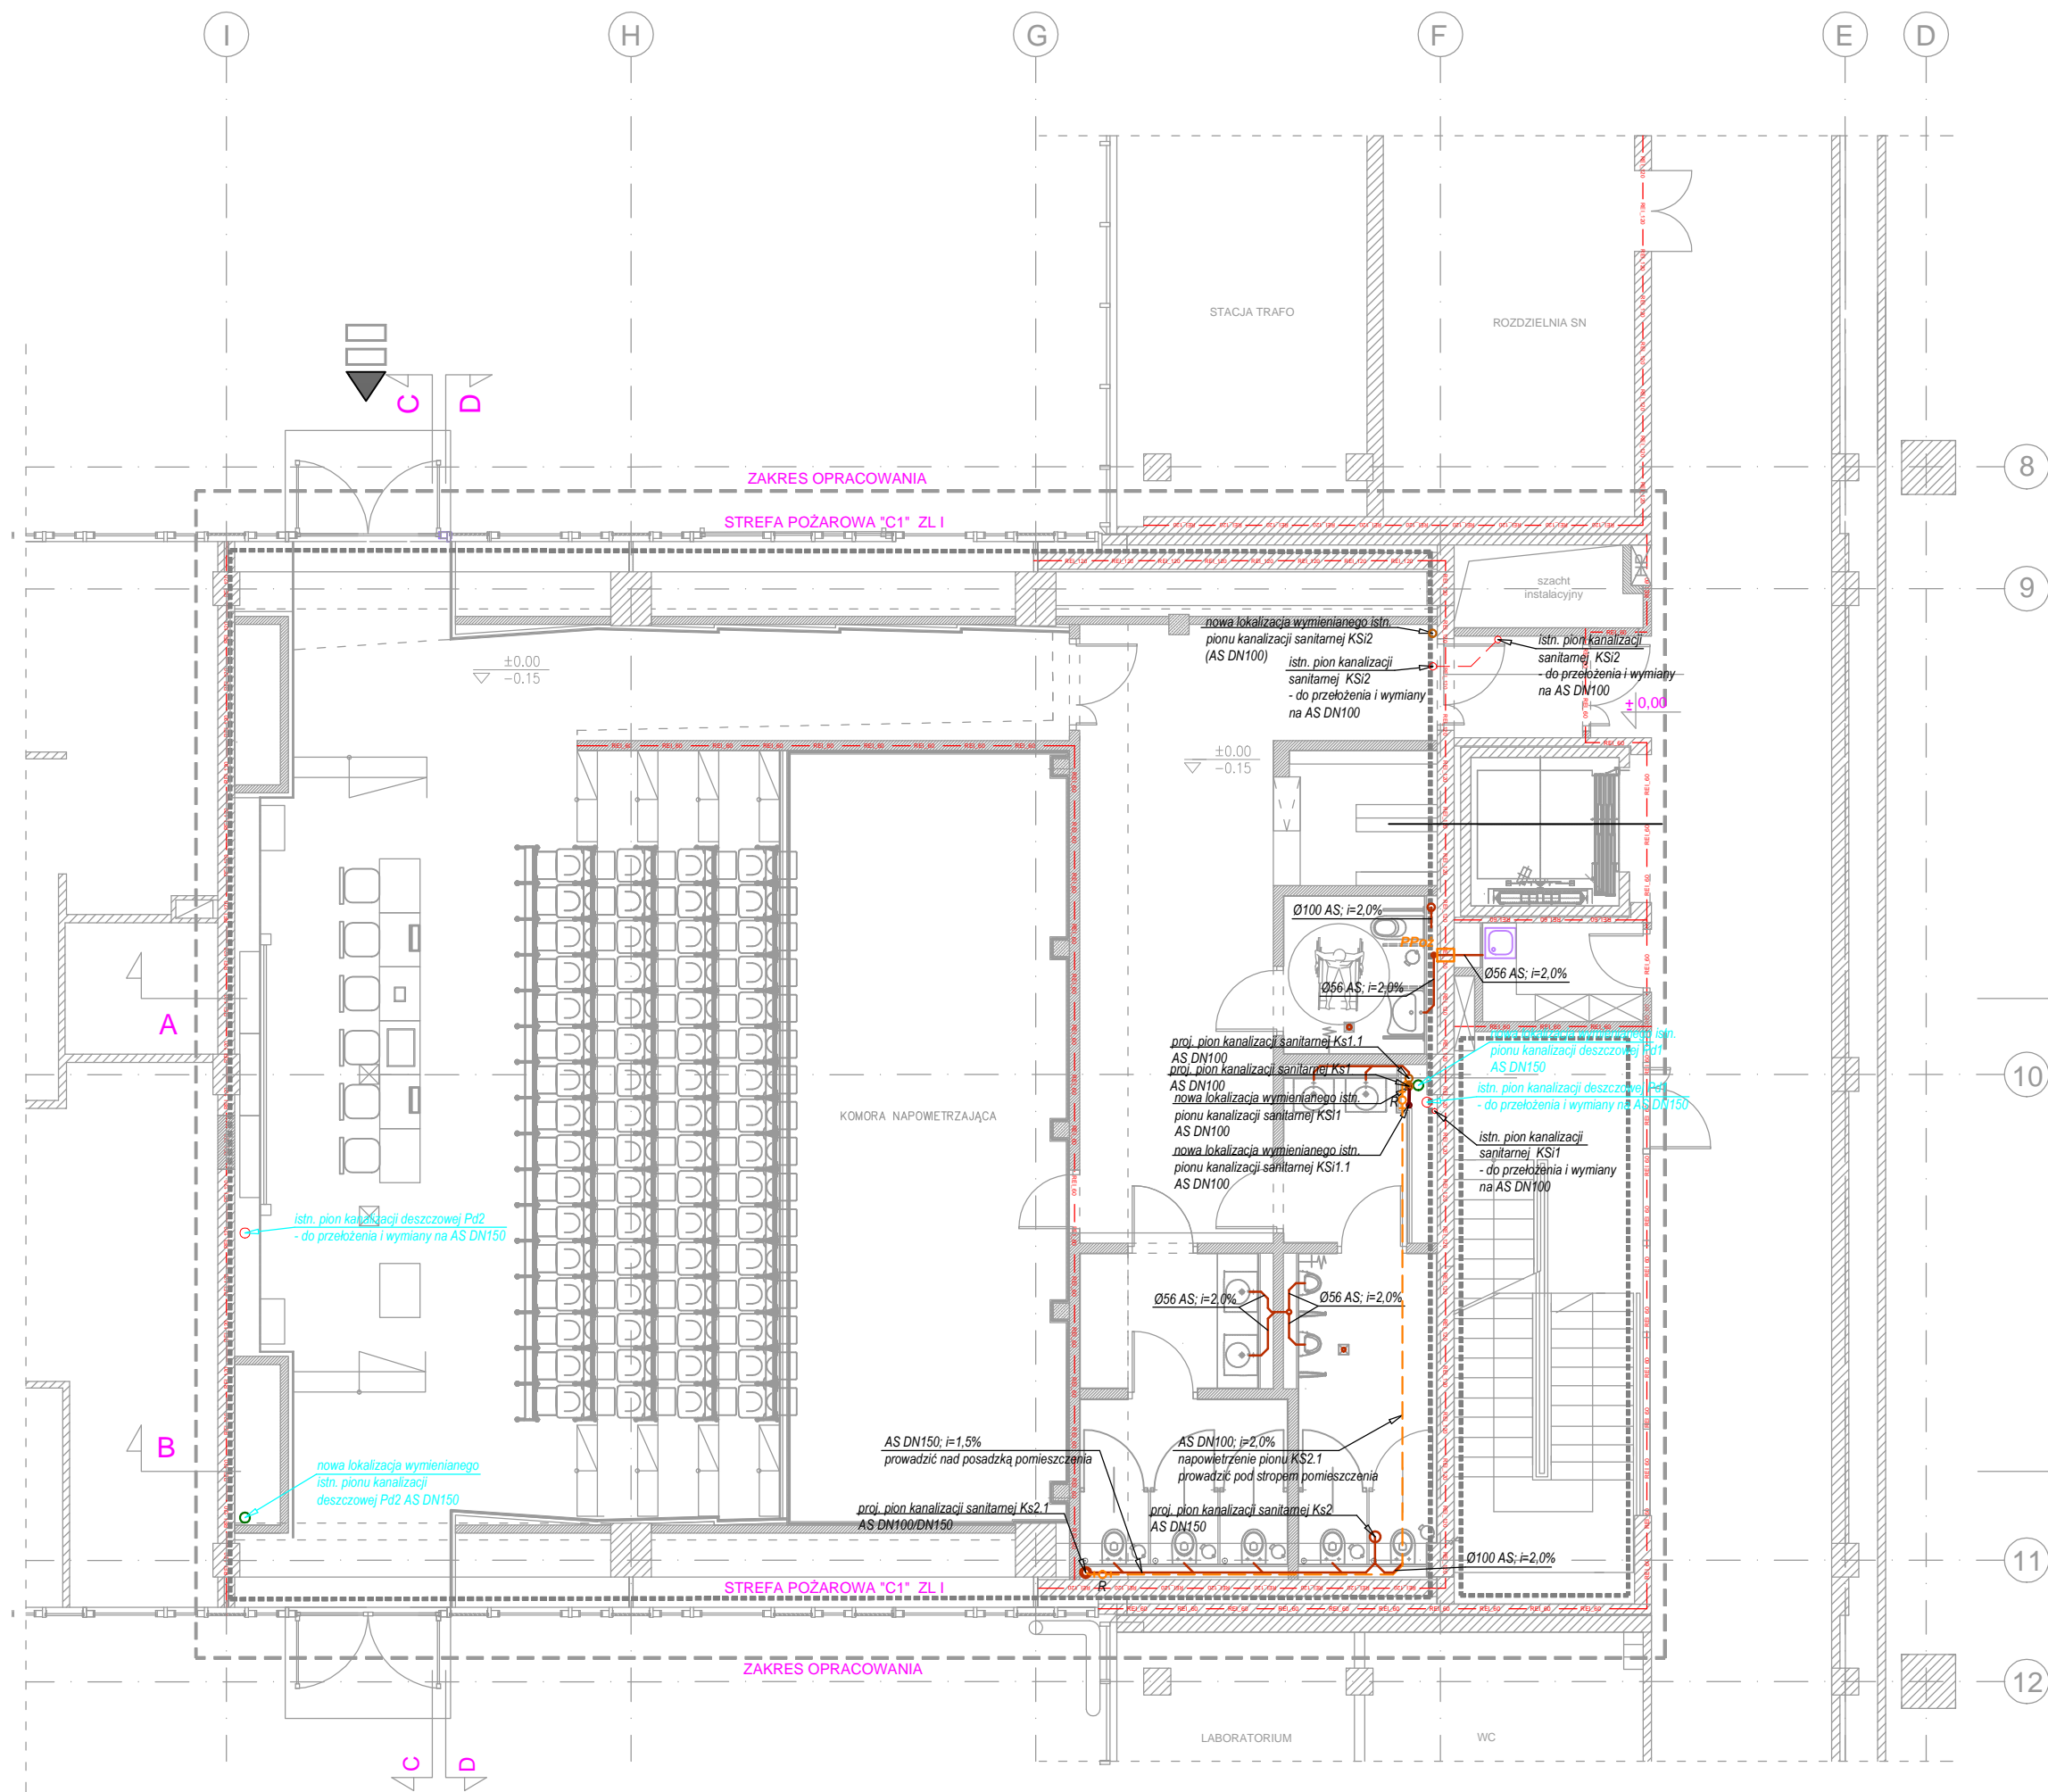 I
H
G
F
E
D
STACJA TRAFO
ROZDZIELNIA SN
C
D
8
ZAKRES OPRACOWANIA
STREFA POŻAROWA "C1" ZL I
REI_120
szacht
instalacyjny
9
nowa lokalizacja wymienianego istn.
pionu kanalizacji sanitarnej KSi2
(AS DN100)
istn. pion kanalizacji
sanitarnej KSi2
- do przełożenia i wymiany
na AS DN100
istn. pion kanalizacji
sanitarnej KSi2
- do przełożenia i wymiany
na AS DN100
±0.00
-0.15
± 0,00
REI_60
±0.00
-0.15
Ø100 AS; i=2,0%
PPoż
Ø56 AS; i=2,0%
Ø56 AS; i=2,0%
A
proj. pion kanalizacji sanitarnej Ks1.1
AS DN100
proj. pion kanalizacji sanitarnej Ks1
AS DN100
nowa lokalizacja wymienianego istn.
pionu kanalizacji sanitarnej KSi1
AS DN100
nowa lokalizacja wymienianego istn.
pionu kanalizacji sanitarnej KSi1.1
AS DN100
R
nowa lokalizacja wymienianego istn.
pionu kanalizacji deszczowej Pd1
AS DN150
istn. pion kanalizacji deszczowej Pd1
- do przełożenia i wymiany na AS DN150
10
istn. pion kanalizacji
sanitarnej KSi1
- do przełożenia i wymiany
na AS DN100
KOMORA NAPOWIETRZAJĄCA
istn. pion kanalizacji deszczowej Pd2
- do przełożenia i wymiany na AS DN150
Ø56 AS; i=2,0%
Ø56 AS; i=2,0%
B
nowa lokalizacja wymienianego
istn. pionu kanalizacji
deszczowej Pd2 AS DN150
AS DN150; i=1,5%
prowadzić nad posadzką pomieszczenia
AS DN100; i=2,0%
napowietrzenie pionu KS2.1
prowadzić pod stropem pomieszczenia
proj. pion kanalizacji sanitarnej Ks2.1
AS DN100/DN150
proj. pion kanalizacji sanitarnej Ks2
AS DN150
Ø100 AS; i=2,0%
11
R
STREFA POŻAROWA "C1" ZL I
ZAKRES OPRACOWANIA
12
LABORATORIUM
WC
C
D